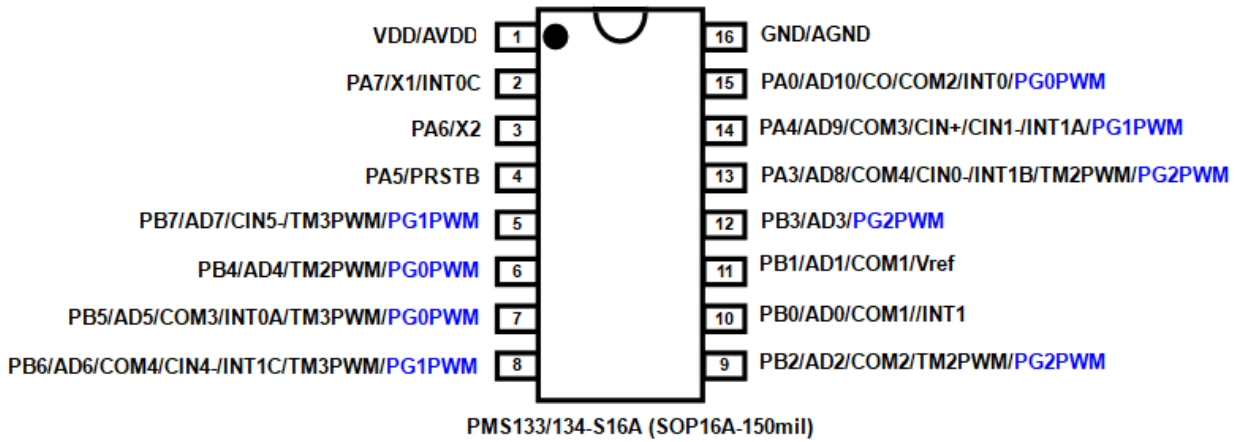 VDD/AVDD 1 16 GND/AGND
PA7/X1/INT0C 2 15 PA0/AD10/CO/COM2/INT0/PG0PWM
PA6/X2 3 14 PA4/AD9/COM3/CIN+/CIN1-/INT1A/PG1PWM
PA5/PRSTB 4 13 PA3/AD8/COM4/CIN0-/INT1B/TM2PWM/PG2PWM
PB7/AD7/CIN5-/TM3PWM/PG1PWM 5 12 PB3/AD3/PG2PWM
PB4/AD4/TM2PWM/PG0PWM 6 11 PB1/AD1/COM1/Vref
PB5/AD5/COM3/INT0A/TM3PWM/PG0PWM 7 10 PB0/AD0/COM1//INT1
PB6/AD6/COM4/CIN4-/INT1C/TM3PWM/PG1PWM 8 9 PB2/AD2/COM2/TM2PWM/PG2PWM
PMS133/134-S16A (SOP16A-150mil)